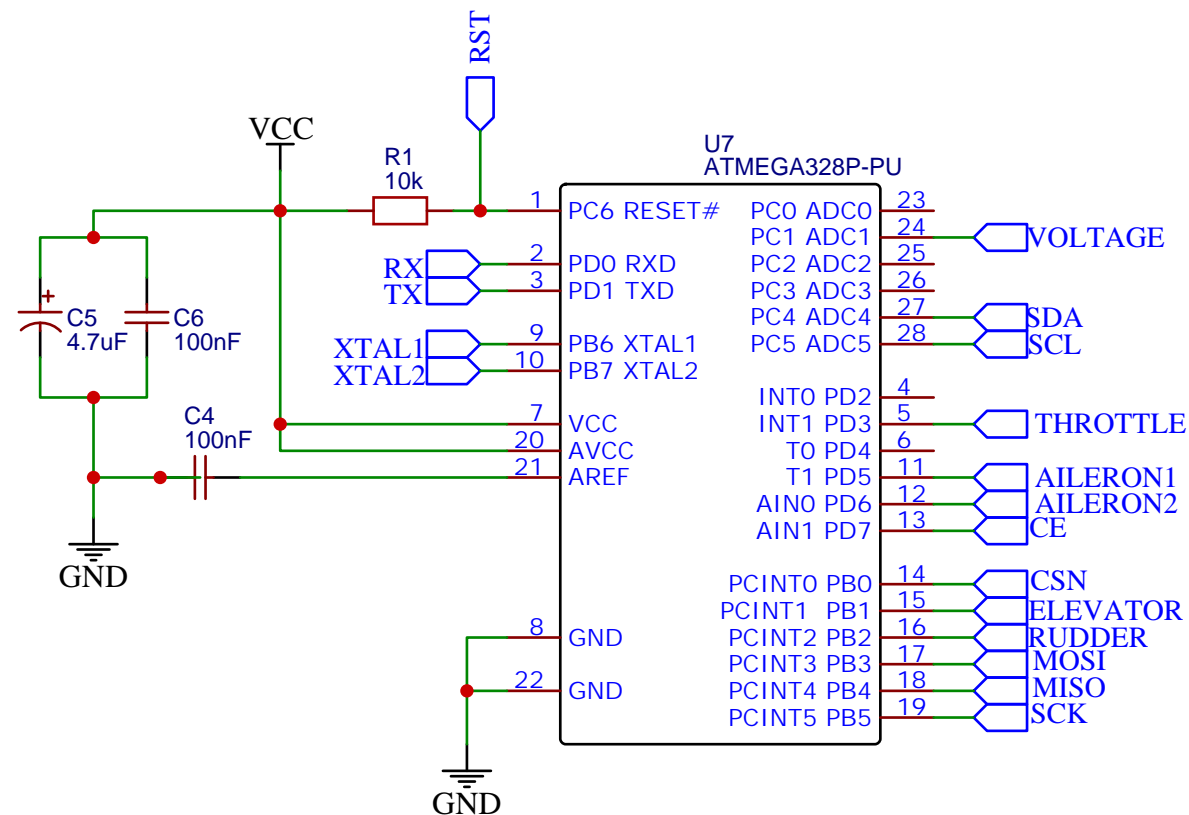 RST
VCC
R1
10k
U7
ATMEGA328P-PU
1
PC6 RESET#
PC0 ADC0
23
PC1 ADC1
24
VOLTAGE
RX
2
PD0 RXD
PC2 ADC2
25
TX
3
PD1 TXD
PC3 ADC3
26
+
C5
4.7uF
C6
100nF
PC4 ADC4
27
SDA
XTAL1
9
PB6 XTAL1
PC5 ADC5
28
SCL
XTAL2
10
PB7 XTAL2
INT0 PD2
4
C4
100nF
7
VCC
INT1 PD3
5
THROTTLE
20
AVCC
T0 PD4
6
21
AREF
T1 PD5
11
AILERON1
AIN0 PD6
12
AILERON2
AIN1 PD7
13
CE
GND
PCINT0 PB0
14
CSN
PCINT1 PB1
15
ELEVATOR
8
GND
PCINT2 PB2
16
RUDDER
PCINT3 PB3
17
MOSI
22
GND
PCINT4 PB4
18
MISO
PCINT5 PB5
19
SCK
GND